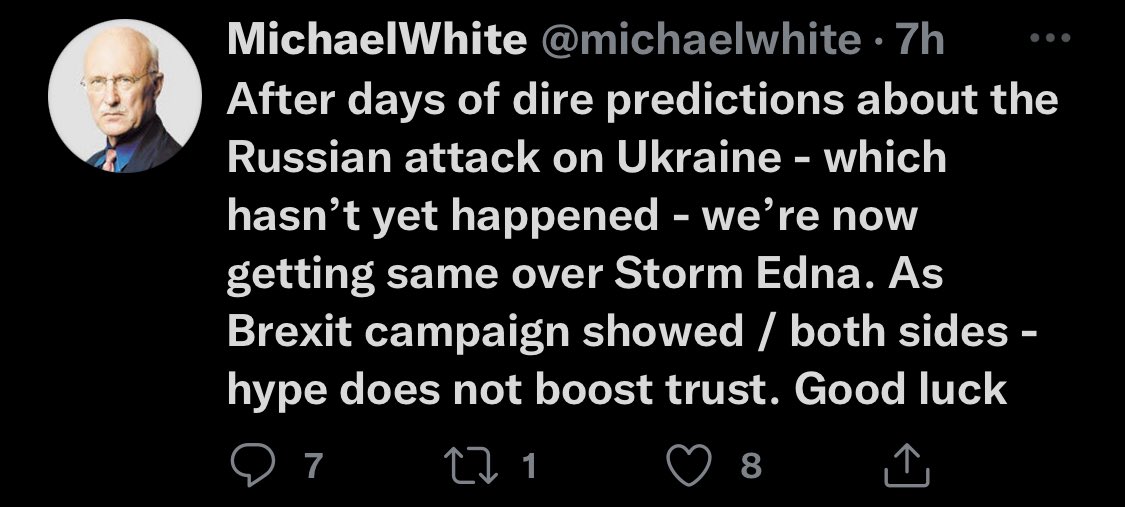 MichaelWhite @michaelwhite · 7h ...
After days of dire predictions about the
Russian attack on Ukraine - which
hasn’t yet happened - we’re now
getting same over Storm Edna. As
Brexit campaign showed / both sides -
hype does not boost trust. Good luck
7 1 8